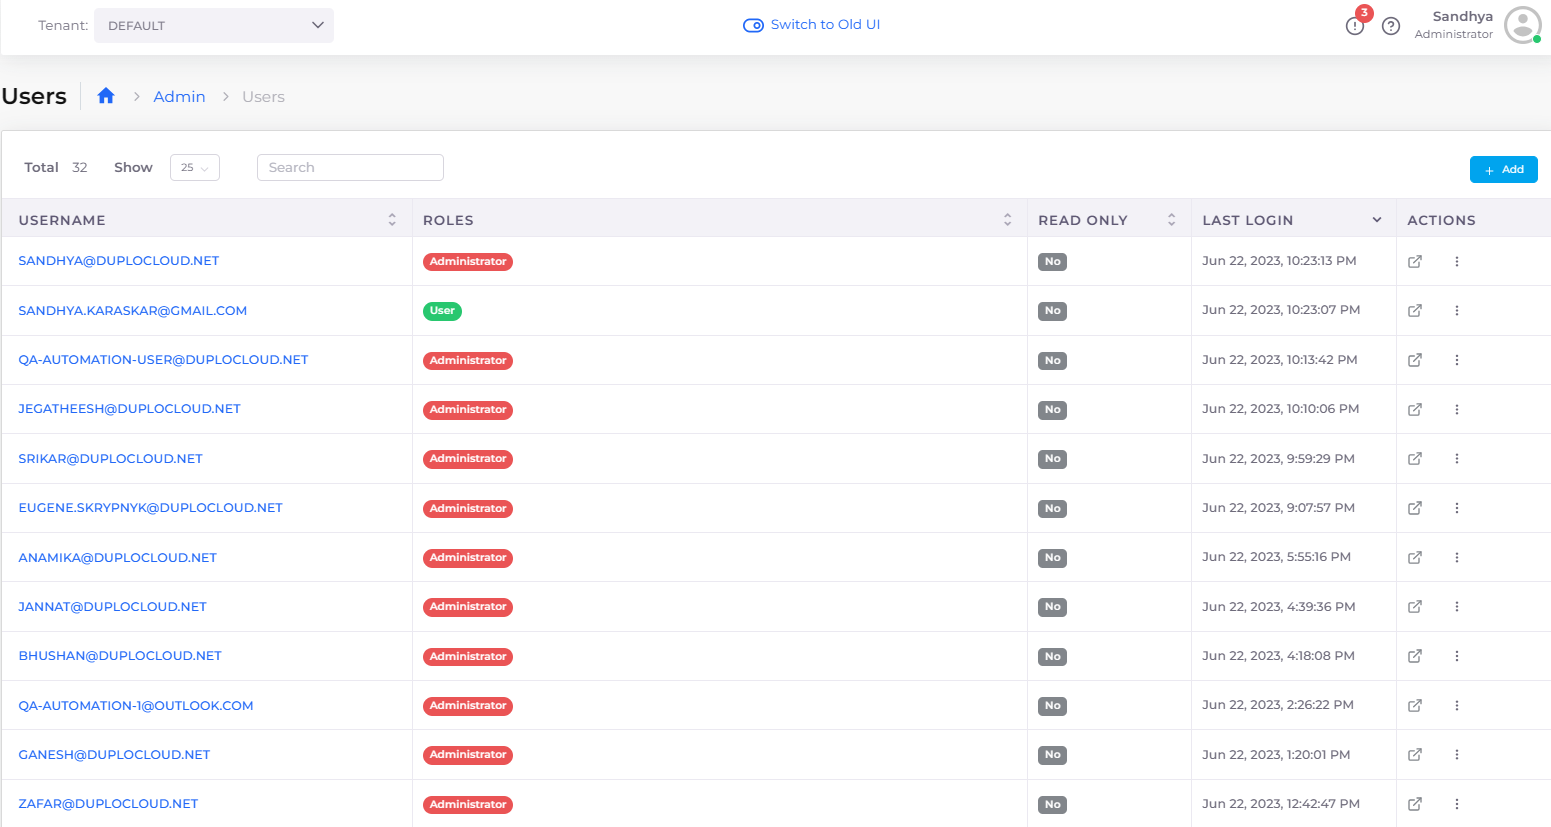 Tenant: DEFAULT Switch to Old UI 3 Sandhya
Administrator
Users Admin Users
Total 32 Show 25 Search + Add
USERNAME ROLES READ ONLY LAST LOGIN ACTIONS
SANDHYA@DUPLOCLOUD.NET Administrator No Jun 22, 2023, 10:23:13 PM
SANDHYA.KARASKAR@GMAIL.COM User No Jun 22, 2023, 10:23:07 PM
QA-AUTOMATION-USER@DUPLOCLOUD.NET Administrator No Jun 22, 2023, 10:13:42 PM
JEGATHEESH@DUPLOCLOUD.NET Administrator No Jun 22, 2023, 10:10:06 PM
SRIKAR@DUPLOCLOUD.NET Administrator No Jun 22, 2023, 9:59:29 PM
EUGENE.SKRYPNYK@DUPLOCLOUD.NET Administrator No Jun 22, 2023, 9:07:57 PM
ANAMIKA@DUPLOCLOUD.NET Administrator No Jun 22, 2023, 5:55:16 PM
JANNAT@DUPLOCLOUD.NET Administrator No Jun 22, 2023, 4:39:36 PM
BHUSHAN@DUPLOCLOUD.NET Administrator No Jun 22, 2023, 4:18:08 PM
QA-AUTOMATION-1@OUTLOOK.COM Administrator No Jun 22, 2023, 2:26:22 PM
GANESH@DUPLOCLOUD.NET Administrator No Jun 22, 2023, 1:20:01 PM
ZAFAR@DUPLOCLOUD.NET Administrator No Jun 22, 2023, 12:42:47 PM